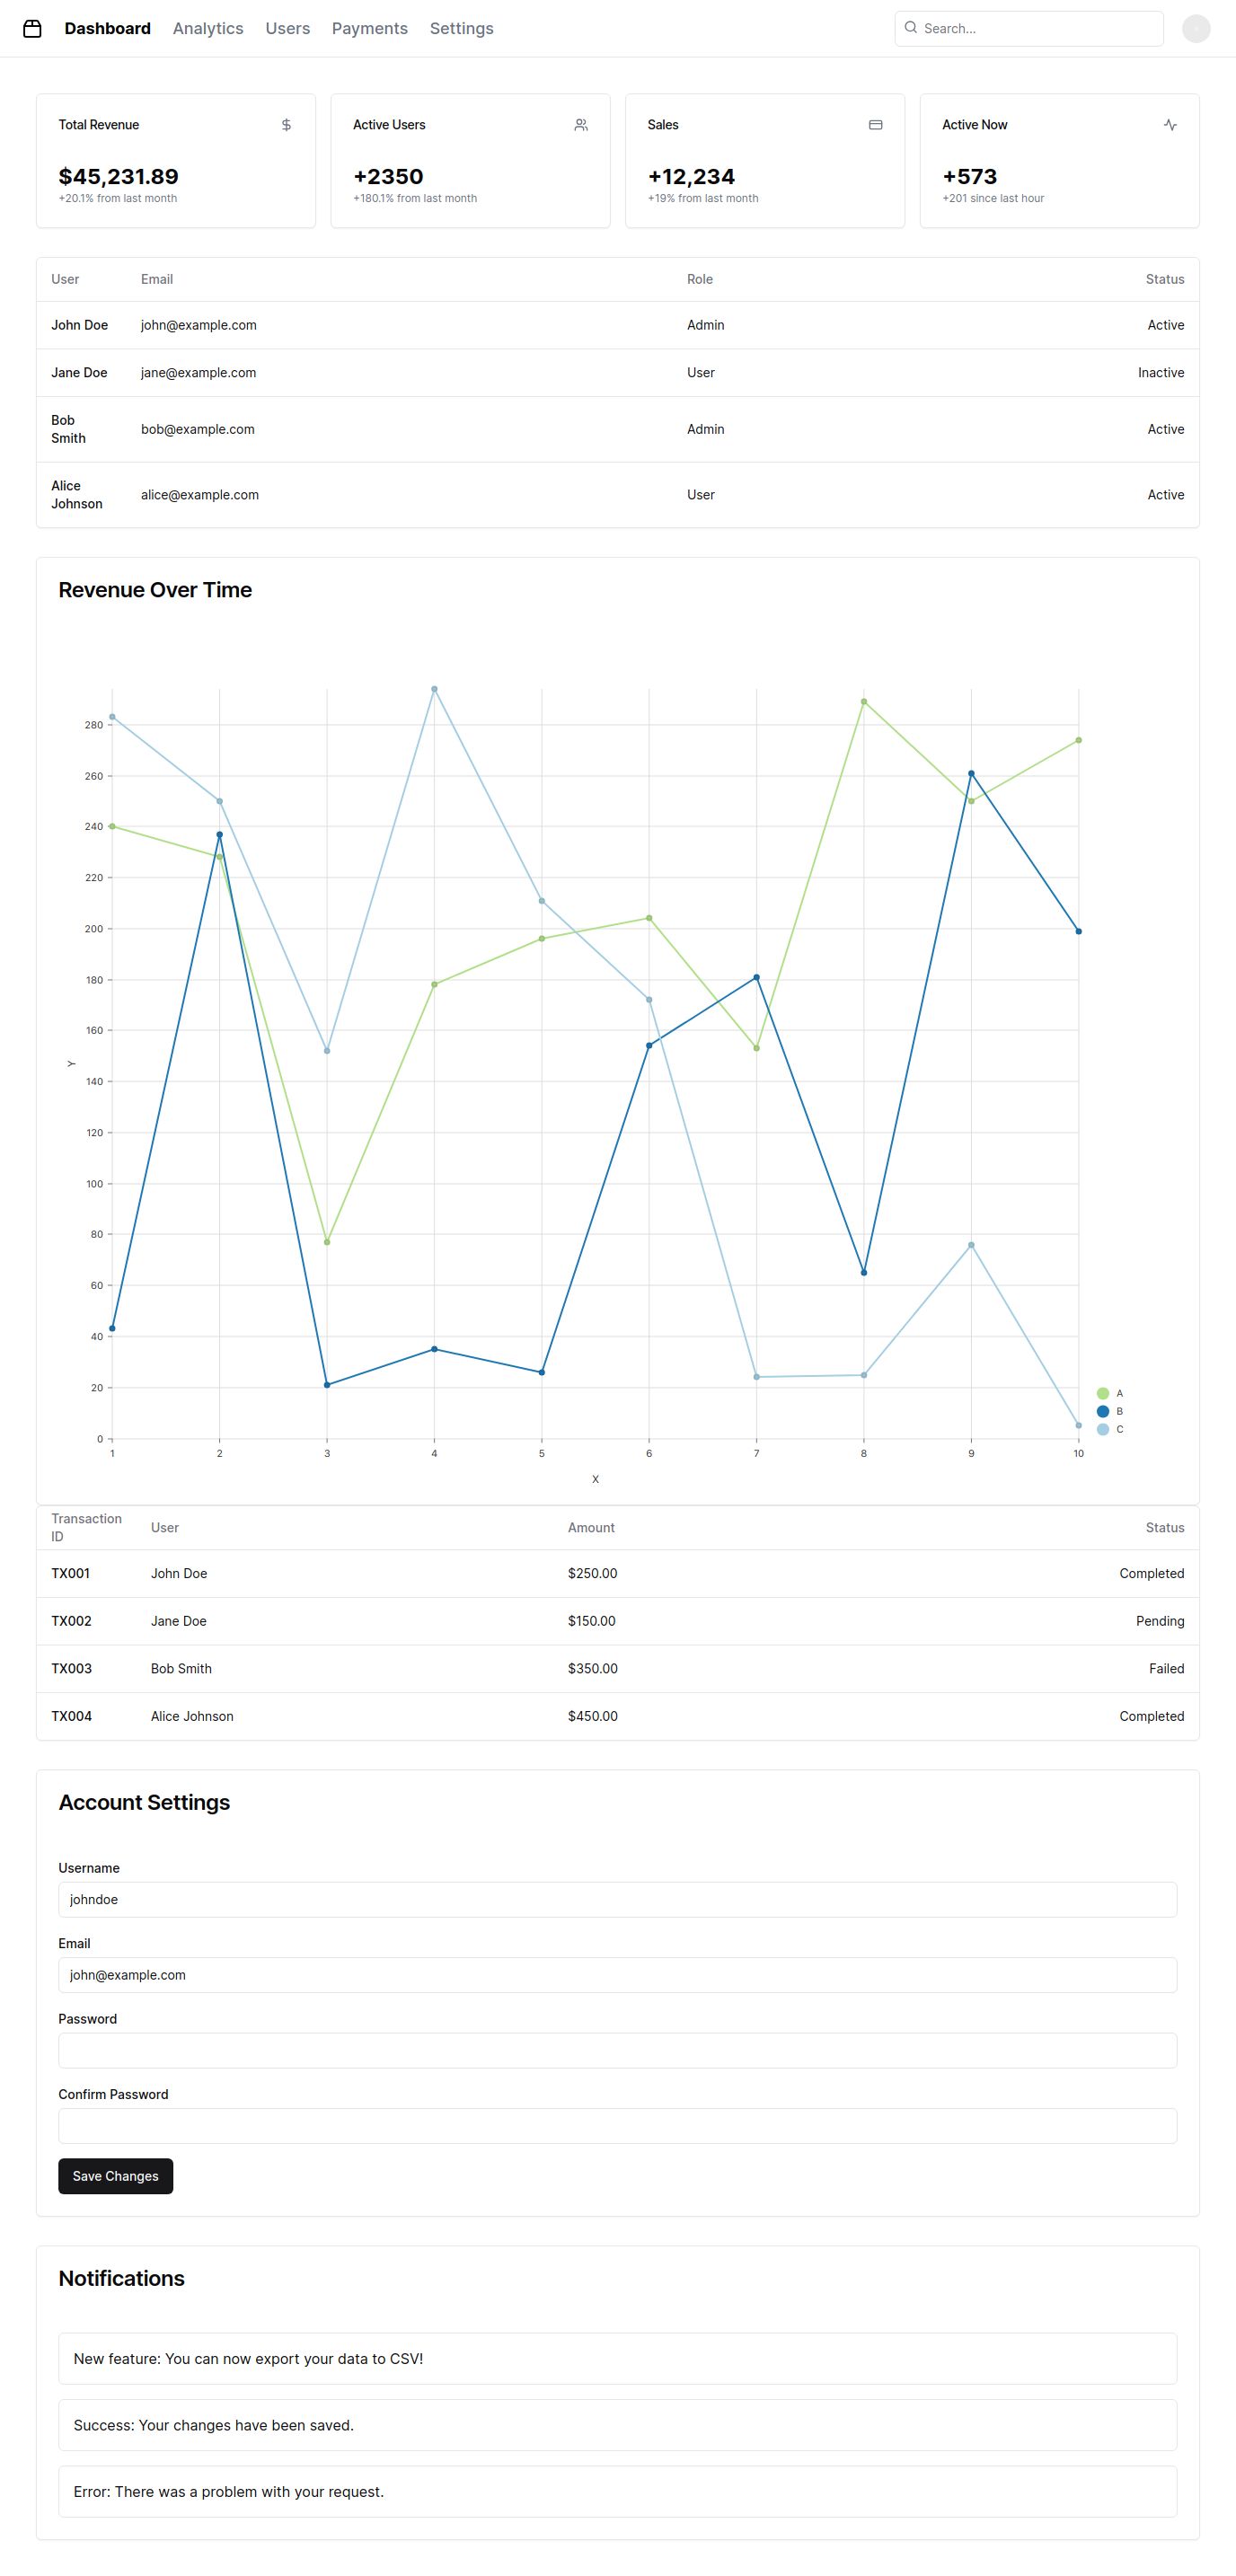 Dashboard Analytics Users Payments Settings Search...
Total Revenue Active Users Sales Active Now
$45,231.89 +2350 +12,234 +573
+20.1% from last month +180.1% from last month +19% from last month +201 since last hour
User Email Role Status
John Doe john@example.com Admin Active
Jane Doe jane@example.com User Inactive
Bob
Smith bob@example.com Admin Active
Alice
Johnson alice@example.com User Active
Revenue Over Time
280
260
240
220
200
180
160
Y
140
120
100
80
60
40
20
0
A
B
C
1 2 3 4 5 6 7 8 9 10
X
Transaction
ID User Amount Status
TX001 John Doe $250.00 Completed
TX002 Jane Doe $150.00 Pending
TX003 Bob Smith $350.00 Failed
TX004 Alice Johnson $450.00 Completed
Account Settings
Username
johndoe
Email
john@example.com
Password
Confirm Password
Save Changes
Notifications
New feature: You can now export your data to CSV!
Success: Your changes have been saved.
Error: There was a problem with your request.